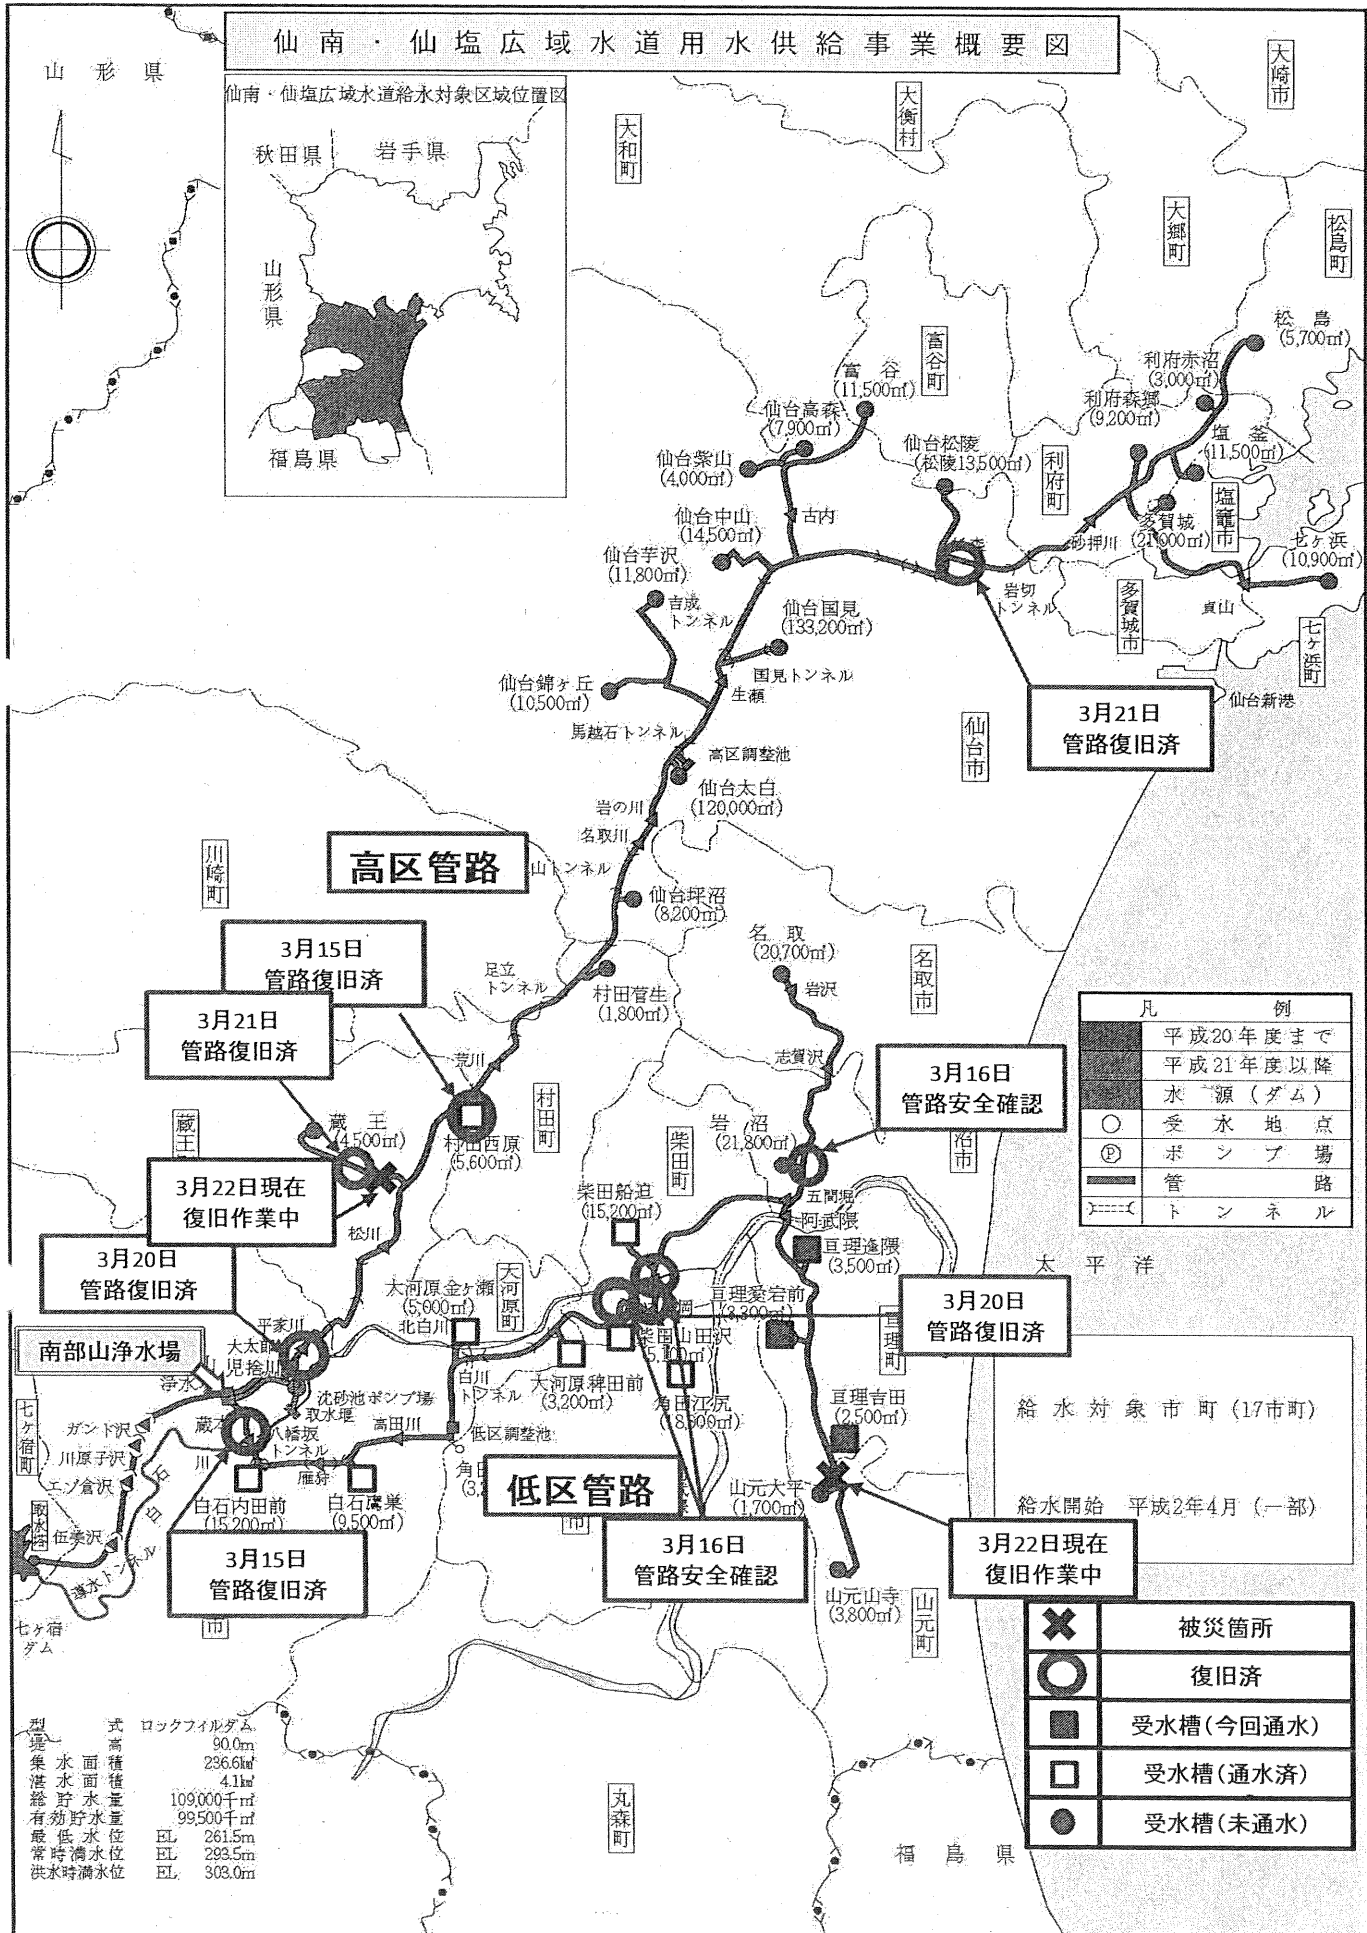 仙南・仙塩広域水道用水供給事業概要図
山形県
仙南・仙塩広域水道給水対象区域位置図
秋田県
岩手県
山形県
福島県
大和町
大衡村
大崎市
大郷町
松島町
富谷町
利府町
塩竈市
多賀城市
七ヶ浜町
仙台市
松島
(5,700㎥)
利府赤沼
(3,000㎥)
利府森郷
(9,200㎥)
塩釜
(11,500㎥)
富谷
(11,500㎥)
仙台高森
(7,900㎥)
仙台紫山
(4,000㎥)
仙台松陵
(松陵13,500㎥)
仙台中山
(14,500㎥)
古内
砂押川
多賀城
(21,000㎥)
七ヶ浜
(10,900㎥)
仙台芋沢
(11,800㎥)
吉成
トンネル
仙台国見
(133,200㎥)
岩切
トンネル
貞山
国見トンネル
仙台錦ヶ丘
(10,500㎥)
生瀬
仙台新港
3月21日
管路復旧済
馬越石トンネル
高区調整池
仙台太白
(120,000㎥)
岩の川
名取川
山トンネル
川崎町
高区管路
仙台坪沼
(8,200㎥)
3月15日
管路復旧済
名取
(20,700㎥)
名取市
足立
トンネル
村田菅生
(1,800㎥)
岩沢
3月21日
管路復旧済
荒川
志賀沢
凡例
平成20年度まで
平成21年度以降
水源(ダム)
受水地点
Ⓟ ポンプ場
管路
トンネル
3月16日
管路安全確認
蔵王
(4,500㎥)
村田西原
(5,600㎥)
村田町
柴田町
岩沼
(21,800㎥)
沼市
3月22日現在
復旧作業中
柴田船迫
(15,200㎥)
五間堀
阿武隈
松川
亘理逢隈
(3,500㎥)
太平洋
3月20日
管路復旧済
大河原金ヶ瀬
(5,000㎥)
北白川
大河原町
亘理愛宕前
(3,300㎥)
亘理町
3月20日
管路復旧済
平家川
大太郎
児捨川
南部山浄水場
白川
トンネル
柴田山田沢
(5,100㎥)
大河原稗田前
(3,200㎥)
角田江尻
(18,600㎥)
亘理吉田
(2,500㎥)
給水対象市町(17市町)
給水開始 平成2年4月(一部)
沈砂池ポンプ場
取水堰
高田川
低区調整池
七ヶ宿町
ガンド沢
川原子沢
エゾ倉沢
八幡坂
トンネル
雁狩
白石内田前
(15,200㎥)
白石鷹巣
(9,500㎥)
低区管路
山元大平
(1,700㎥)
取水塔
導水トンネル
七ヶ宿
ダム
3月15日
管路復旧済
3月16日
管路安全確認
3月22日現在
復旧作業中
山元山寺
(3,800㎥)
山元町
被災箇所
復旧済
受水槽(今回通水)
受水槽(通水済)
受水槽(未通水)
型式 ロックフィルダム
堤高 90.0m
集水面積 236.6㎢
湛水面積 4.1㎢
総貯水量 109,000千㎥
有効貯水量 99,500千㎥
最低水位 EL 261.5m
常時満水位 EL 293.5m
洪水時満水位 EL 303.0m
丸森町
福島県